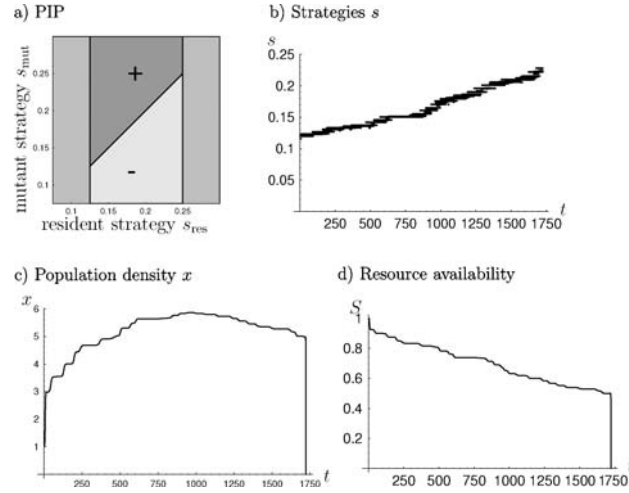 a) PIP
mutant strategy s_mut
0.25
0.2
0.15
0.1
+
-
0.1 0.15 0.2 0.25
resident strategy s_res
b) Strategies s
s
0.25
0.2
0.15
0.1
0.05
250 500 750 1000 1250 1500 1750 t
c) Population density x
x
6
5
4
3
2
1
250 500 750 1000 1250 1500 1750 t
d) Resource availability
S
1
0.8
0.6
0.4
0.2
250 500 750 1000 1250 1500 1750